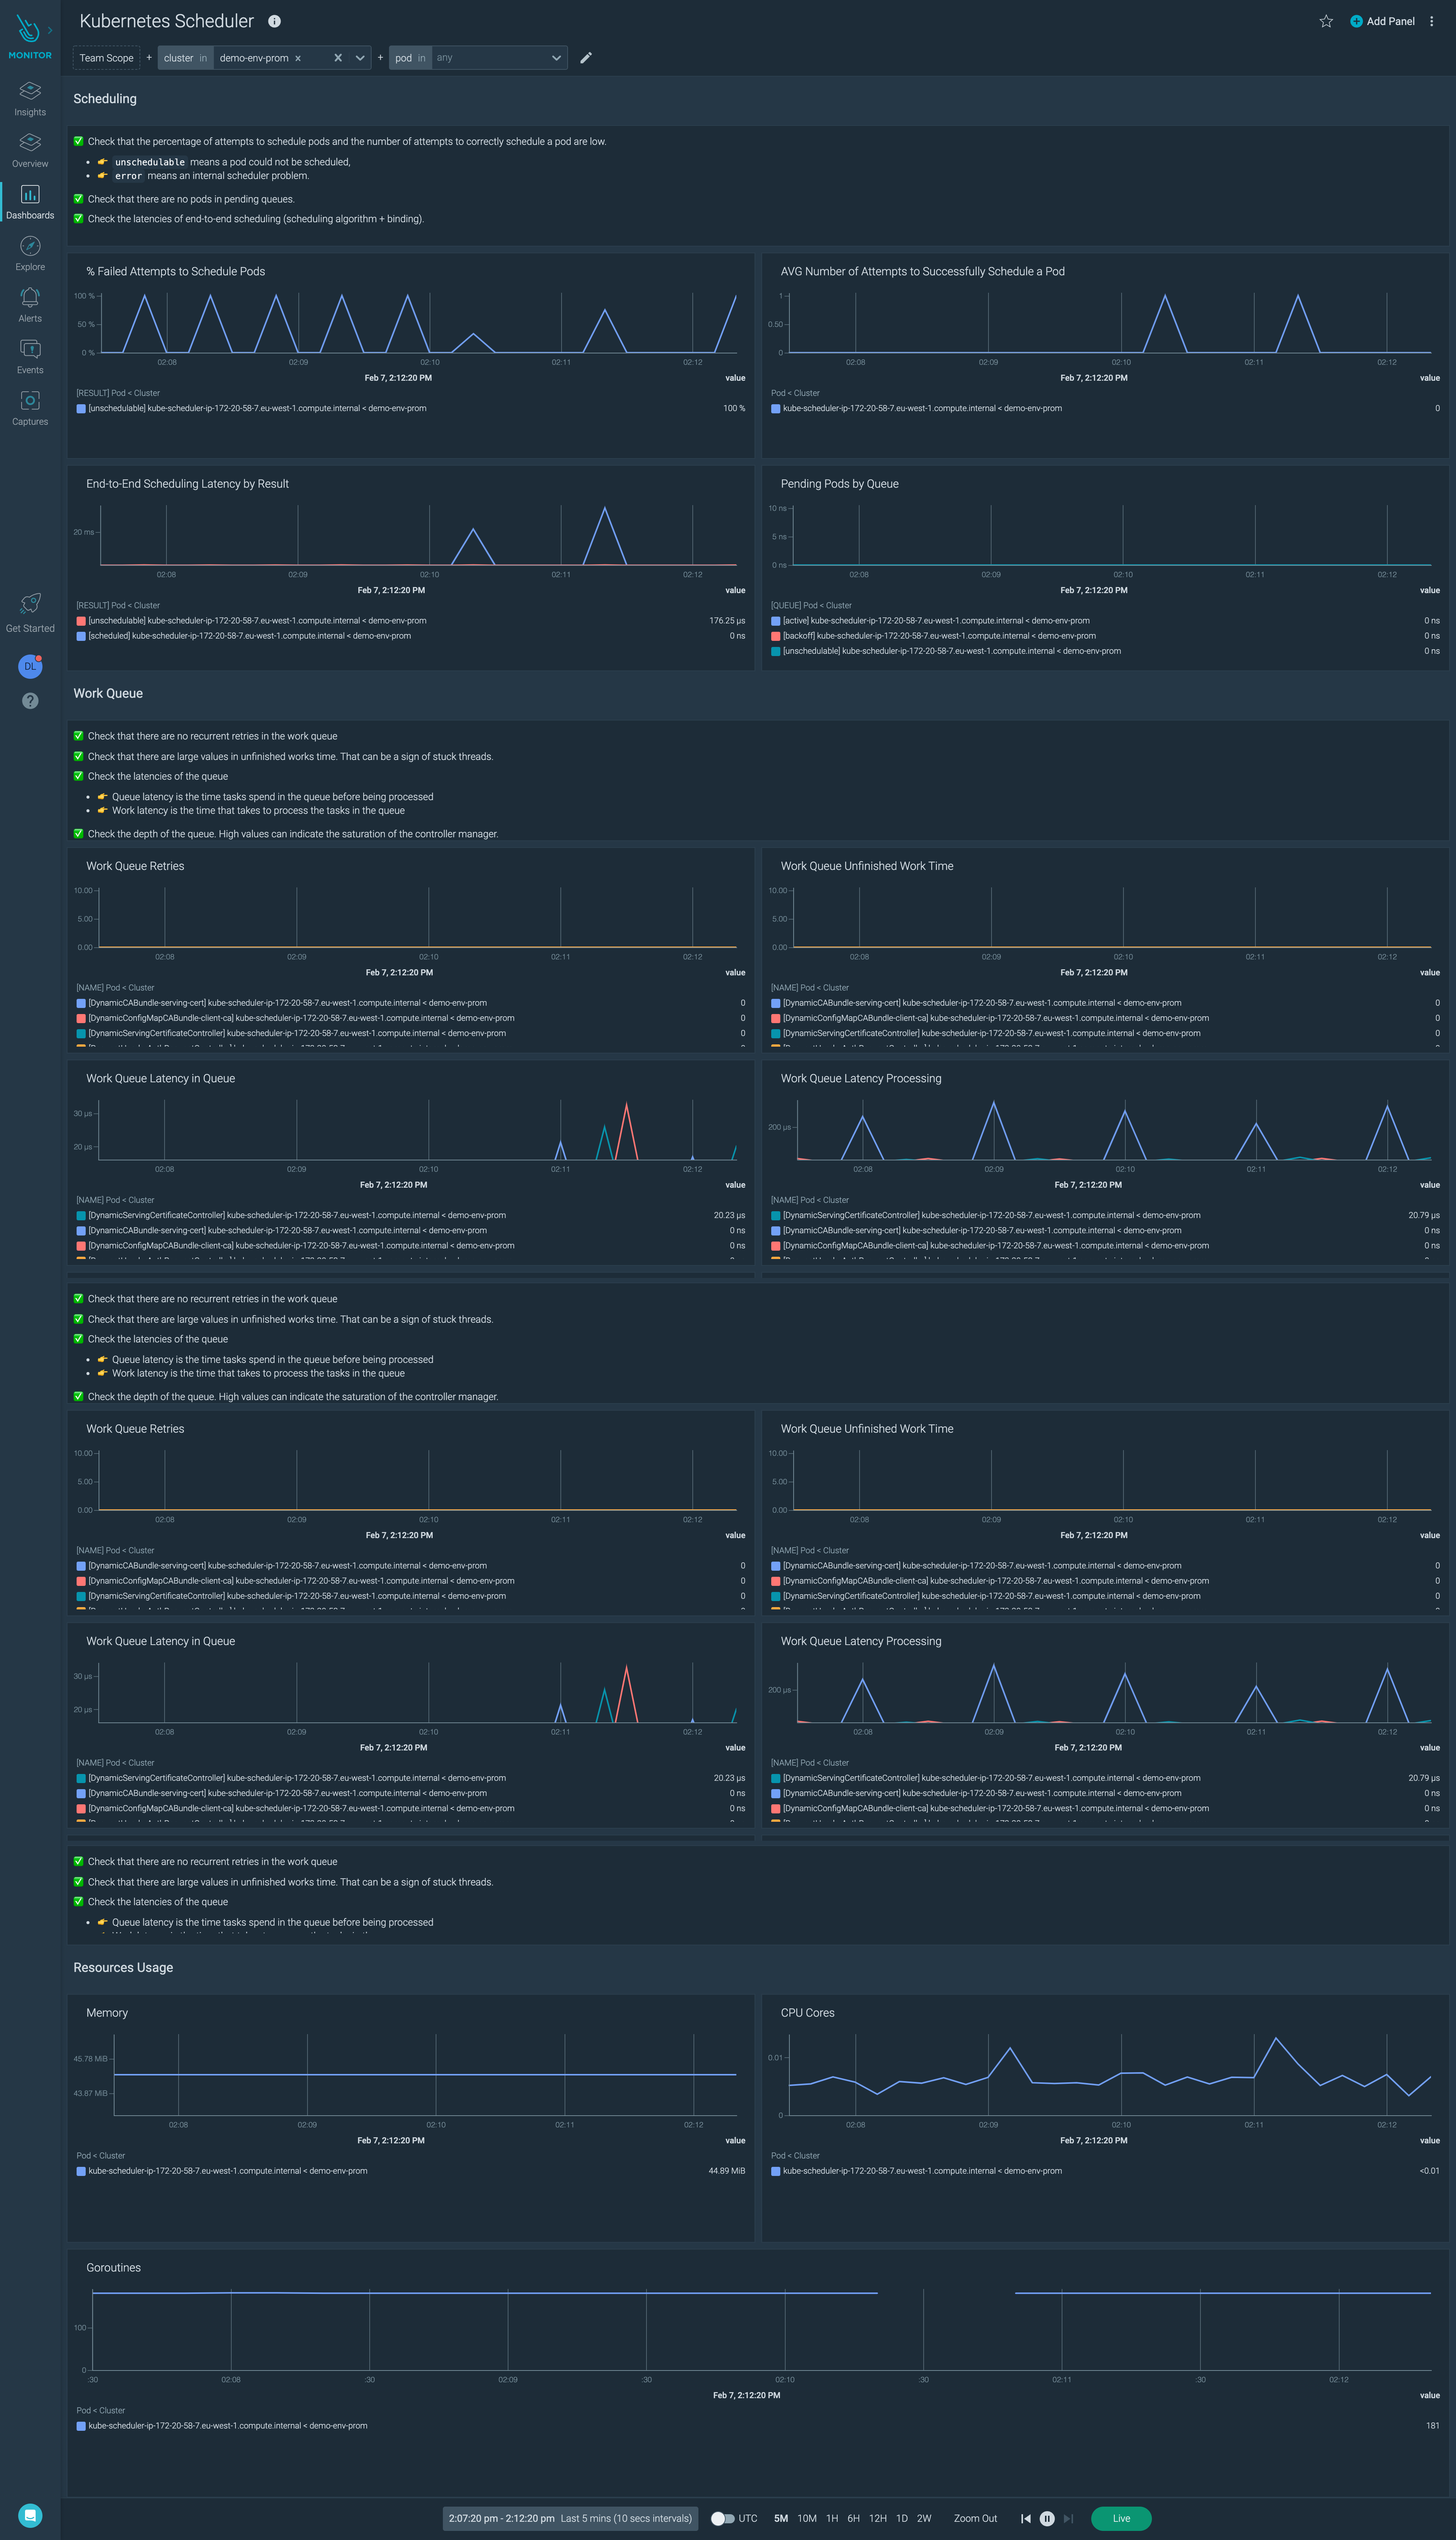 Kubernetes Scheduler
Add Panel
MONITOR
Team Scope + cluster in demo-env-prom × × + pod in any
Insights
Overview
Dashboards
Explore
Alerts
Events
Captures
Get Started
DL
?
Scheduling
Check that the percentage of attempts to schedule pods and the number of attempts to correctly schedule a pod are low.
• unschedulable means a pod could not be scheduled,
• error means an internal scheduler problem.
Check that there are no pods in pending queues.
Check the latencies of end-to-end scheduling (scheduling algorithm + binding).
% Failed Attempts to Schedule Pods
100 %
50 %
0 %
02:08 02:09 02:10 02:11 02:12
Feb 7, 2:12:20 PM value
[RESULT] Pod < Cluster
[unschedulable] kube-scheduler-ip-172-20-58-7.eu-west-1.compute.internal < demo-env-prom 100 %
AVG Number of Attempts to Successfully Schedule a Pod
1
0.50
0
02:08 02:09 02:10 02:11 02:12
Feb 7, 2:12:20 PM value
Pod < Cluster
kube-scheduler-ip-172-20-58-7.eu-west-1.compute.internal < demo-env-prom 0
End-to-End Scheduling Latency by Result
20 ms
02:08 02:09 02:10 02:11 02:12
Feb 7, 2:12:20 PM value
[RESULT] Pod < Cluster
[unschedulable] kube-scheduler-ip-172-20-58-7.eu-west-1.compute.internal < demo-env-prom 176.25 µs
[scheduled] kube-scheduler-ip-172-20-58-7.eu-west-1.compute.internal < demo-env-prom 0 ns
Pending Pods by Queue
10 ns
5 ns
0 ns
02:08 02:09 02:10 02:11 02:12
Feb 7, 2:12:20 PM value
[QUEUE] Pod < Cluster
[active] kube-scheduler-ip-172-20-58-7.eu-west-1.compute.internal < demo-env-prom 0 ns
[backoff] kube-scheduler-ip-172-20-58-7.eu-west-1.compute.internal < demo-env-prom 0 ns
[unschedulable] kube-scheduler-ip-172-20-58-7.eu-west-1.compute.internal < demo-env-prom 0 ns
Work Queue
Check that there are no recurrent retries in the work queue
Check that there are large values in unfinished works time. That can be a sign of stuck threads.
Check the latencies of the queue
• Queue latency is the time tasks spend in the queue before being processed
• Work latency is the time that takes to process the tasks in the queue
Check the depth of the queue. High values can indicate the saturation of the controller manager.
Work Queue Retries
10.00
5.00
0.00
02:08 02:09 02:10 02:11 02:12
Feb 7, 2:12:20 PM value
[NAME] Pod < Cluster
[DynamicCABundle-serving-cert] kube-scheduler-ip-172-20-58-7.eu-west-1.compute.internal < demo-env-prom 0
[DynamicConfigMapCABundle-client-ca] kube-scheduler-ip-172-20-58-7.eu-west-1.compute.internal < demo-env-prom 0
[DynamicServingCertificateController] kube-scheduler-ip-172-20-58-7.eu-west-1.compute.internal < demo-env-prom 0
Work Queue Unfinished Work Time
10.00
5.00
0.00
02:08 02:09 02:10 02:11 02:12
Feb 7, 2:12:20 PM value
[NAME] Pod < Cluster
[DynamicCABundle-serving-cert] kube-scheduler-ip-172-20-58-7.eu-west-1.compute.internal < demo-env-prom 0
[DynamicConfigMapCABundle-client-ca] kube-scheduler-ip-172-20-58-7.eu-west-1.compute.internal < demo-env-prom 0
[DynamicServingCertificateController] kube-scheduler-ip-172-20-58-7.eu-west-1.compute.internal < demo-env-prom 0
Work Queue Latency in Queue
30 µs
20 µs
02:08 02:09 02:10 02:11 02:12
Feb 7, 2:12:20 PM value
[NAME] Pod < Cluster
[DynamicServingCertificateController] kube-scheduler-ip-172-20-58-7.eu-west-1.compute.internal < demo-env-prom 20.23 µs
[DynamicCABundle-serving-cert] kube-scheduler-ip-172-20-58-7.eu-west-1.compute.internal < demo-env-prom 0 ns
[DynamicConfigMapCABundle-client-ca] kube-scheduler-ip-172-20-58-7.eu-west-1.compute.internal < demo-env-prom 0 ns
Work Queue Latency Processing
200 µs
02:08 02:09 02:10 02:11 02:12
Feb 7, 2:12:20 PM value
[NAME] Pod < Cluster
[DynamicServingCertificateController] kube-scheduler-ip-172-20-58-7.eu-west-1.compute.internal < demo-env-prom 20.79 µs
[DynamicCABundle-serving-cert] kube-scheduler-ip-172-20-58-7.eu-west-1.compute.internal < demo-env-prom 0 ns
[DynamicConfigMapCABundle-client-ca] kube-scheduler-ip-172-20-58-7.eu-west-1.compute.internal < demo-env-prom 0 ns
Check that there are no recurrent retries in the work queue
Check that there are large values in unfinished works time. That can be a sign of stuck threads.
Check the latencies of the queue
• Queue latency is the time tasks spend in the queue before being processed
• Work latency is the time that takes to process the tasks in the queue
Check the depth of the queue. High values can indicate the saturation of the controller manager.
Work Queue Retries
10.00
5.00
0.00
02:08 02:09 02:10 02:11 02:12
Feb 7, 2:12:20 PM value
[NAME] Pod < Cluster
[DynamicCABundle-serving-cert] kube-scheduler-ip-172-20-58-7.eu-west-1.compute.internal < demo-env-prom 0
[DynamicConfigMapCABundle-client-ca] kube-scheduler-ip-172-20-58-7.eu-west-1.compute.internal < demo-env-prom 0
[DynamicServingCertificateController] kube-scheduler-ip-172-20-58-7.eu-west-1.compute.internal < demo-env-prom 0
Work Queue Unfinished Work Time
10.00
5.00
0.00
02:08 02:09 02:10 02:11 02:12
Feb 7, 2:12:20 PM value
[NAME] Pod < Cluster
[DynamicCABundle-serving-cert] kube-scheduler-ip-172-20-58-7.eu-west-1.compute.internal < demo-env-prom 0
[DynamicConfigMapCABundle-client-ca] kube-scheduler-ip-172-20-58-7.eu-west-1.compute.internal < demo-env-prom 0
[DynamicServingCertificateController] kube-scheduler-ip-172-20-58-7.eu-west-1.compute.internal < demo-env-prom 0
Work Queue Latency in Queue
30 µs
20 µs
02:08 02:09 02:10 02:11 02:12
Feb 7, 2:12:20 PM value
[NAME] Pod < Cluster
[DynamicServingCertificateController] kube-scheduler-ip-172-20-58-7.eu-west-1.compute.internal < demo-env-prom 20.23 µs
[DynamicCABundle-serving-cert] kube-scheduler-ip-172-20-58-7.eu-west-1.compute.internal < demo-env-prom 0 ns
[DynamicConfigMapCABundle-client-ca] kube-scheduler-ip-172-20-58-7.eu-west-1.compute.internal < demo-env-prom 0 ns
Work Queue Latency Processing
200 µs
02:08 02:09 02:10 02:11 02:12
Feb 7, 2:12:20 PM value
[NAME] Pod < Cluster
[DynamicServingCertificateController] kube-scheduler-ip-172-20-58-7.eu-west-1.compute.internal < demo-env-prom 20.79 µs
[DynamicCABundle-serving-cert] kube-scheduler-ip-172-20-58-7.eu-west-1.compute.internal < demo-env-prom 0 ns
[DynamicConfigMapCABundle-client-ca] kube-scheduler-ip-172-20-58-7.eu-west-1.compute.internal < demo-env-prom 0 ns
Check that there are no recurrent retries in the work queue
Check that there are large values in unfinished works time. That can be a sign of stuck threads.
Check the latencies of the queue
• Queue latency is the time tasks spend in the queue before being processed
Resources Usage
Memory
45.78 MiB
43.87 MiB
02:08 02:09 02:10 02:11 02:12
Feb 7, 2:12:20 PM value
Pod < Cluster
kube-scheduler-ip-172-20-58-7.eu-west-1.compute.internal < demo-env-prom 44.89 MiB
CPU Cores
0.01
0
02:08 02:09 02:10 02:11 02:12
Feb 7, 2:12:20 PM value
Pod < Cluster
kube-scheduler-ip-172-20-58-7.eu-west-1.compute.internal < demo-env-prom <0.01
Goroutines
100
0
:30 02:08 :30 02:09 :30 02:10 :30 02:11 :30 02:12
Feb 7, 2:12:20 PM value
Pod < Cluster
kube-scheduler-ip-172-20-58-7.eu-west-1.compute.internal < demo-env-prom 181
2:07:20 pm - 2:12:20 pm Last 5 mins (10 secs intervals) UTC 5M 10M 1H 6H 12H 1D 2W Zoom Out Live